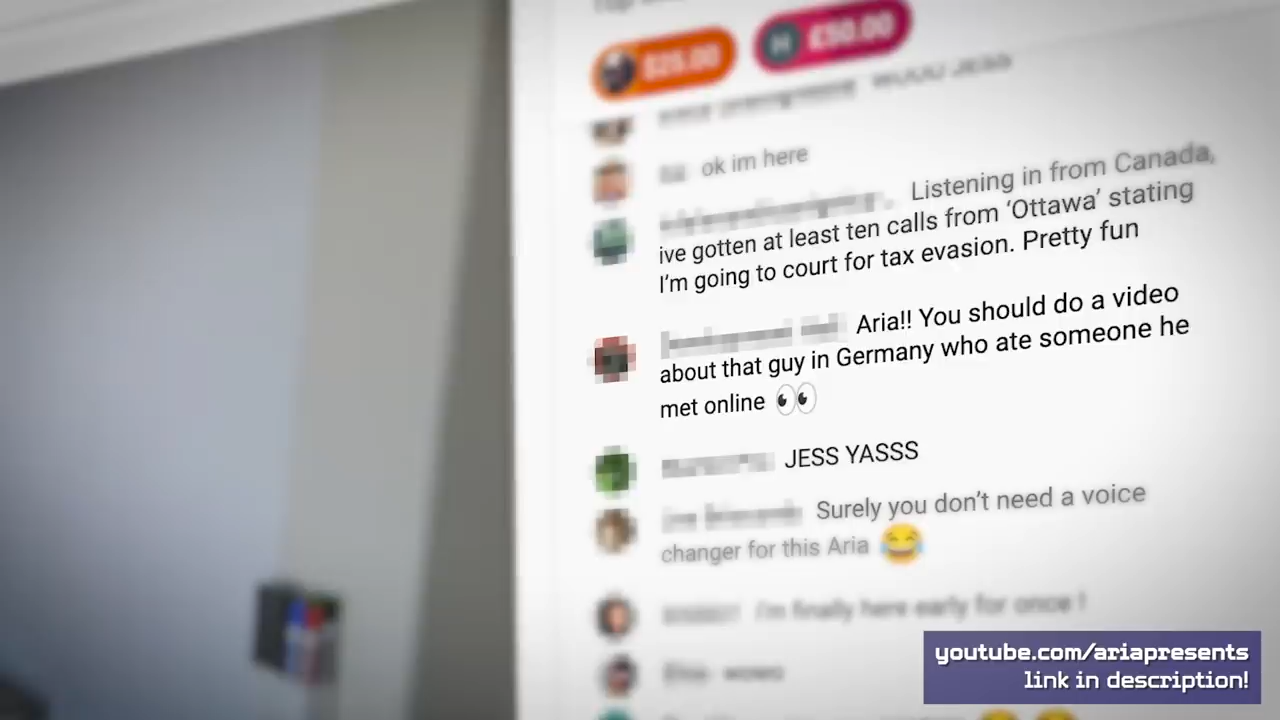 $25.00
£50.00
WOOO JESS
ok im here
Listening in from Canada,
ive gotten at least ten calls from ‘Ottawa’ stating
I’m going to court for tax evasion. Pretty fun
Aria!! You should do a video
about that guy in Germany who ate someone he
met online 👀
JESS YASSS
Surely you don’t need a voice
changer for this Aria 😂
I'm finally here early for once !
wowo
youtube.com/ariapresents
link in description!